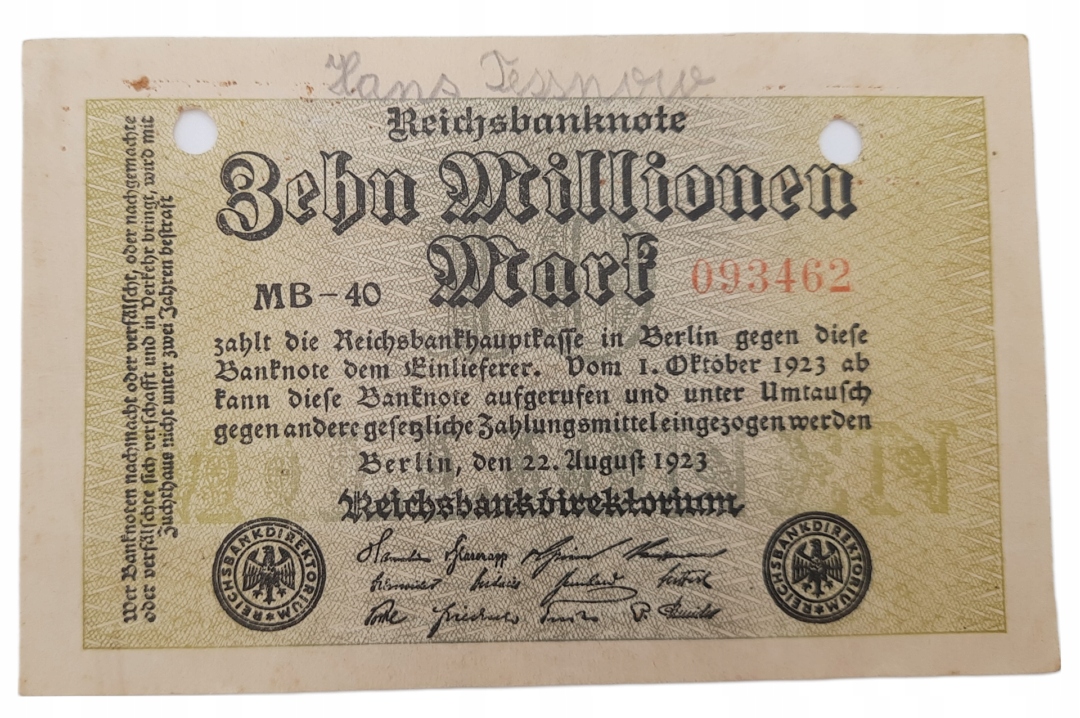 Hans Tessnow
Reichsbanknote
Zehn Millionen
Mark
MB-40
093462
zahlt die Reichsbankhauptkasse in Berlin gegen diese
Banknote dem Einlieferer. Vom 1. Oktober 1923 ab
kann diese Banknote aufgerufen und unter Umtausch
gegen andere gesetzliche Zahlungsmittel eingezogen werden
Berlin, den 22. August 1923
Reichsbankdirektorium
REICHSBANKDIREKTORIUM
REICHSBANKDIREKTORIUM
Wer Banknoten nachmacht oder verfälscht, oder nachgemachte
oder verfälschte sich verschafft und in Verkehr bringt, wird mit
Zuchthaus nicht unter zwei Jahren bestraft